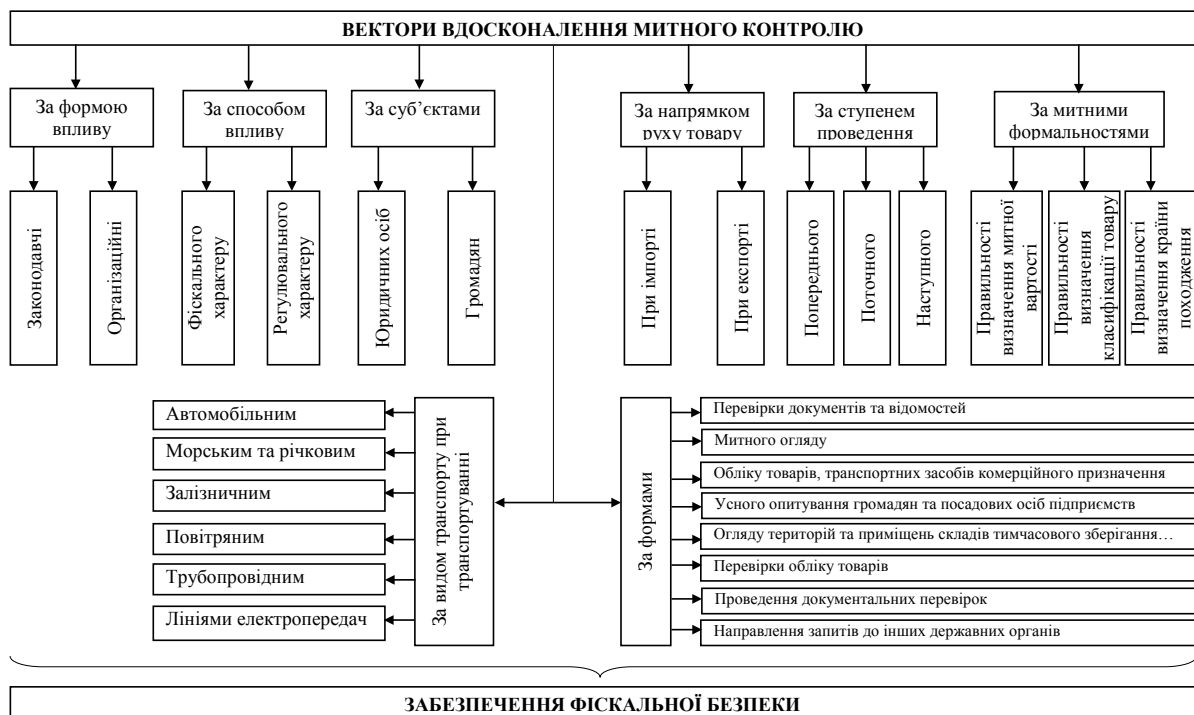 ВЕКТОРИ ВДОСКОНАЛЕННЯ МИТНОГО КОНТРОЛЮ
За формою
впливу
За способом
впливу
За суб’єктами
За напрямком
руху товару
За ступенем
проведення
За митними
формальностями
Законодавчі
Організаційні
Фіскального
характеру
Регулювального
характеру
Юридичних осіб
Громадян
При імпорті
При експорті
Попереднього
Поточного
Наступного
Правильності
визначення митної
вартості
Правильності
визначення
класифікації товару
Правильності
визначення країни
походження
Автомобільним
Морським та річковим
Залізничним
Повітряним
Трубопровідним
Лініями електропередач
За видом транспорту при
транспортуванні
За формами
Перевірки документів та відомостей
Митного огляду
Обліку товарів, транспортних засобів комерційного призначення
Усного опитування громадян та посадових осіб підприємств
Огляду територій та приміщень складів тимчасового зберігання…
Перевірки обліку товарів
Проведення документальних перевірок
Направлення запитів до інших державних органів
ЗАБЕЗПЕЧЕННЯ ФІСКАЛЬНОЇ БЕЗПЕКИ